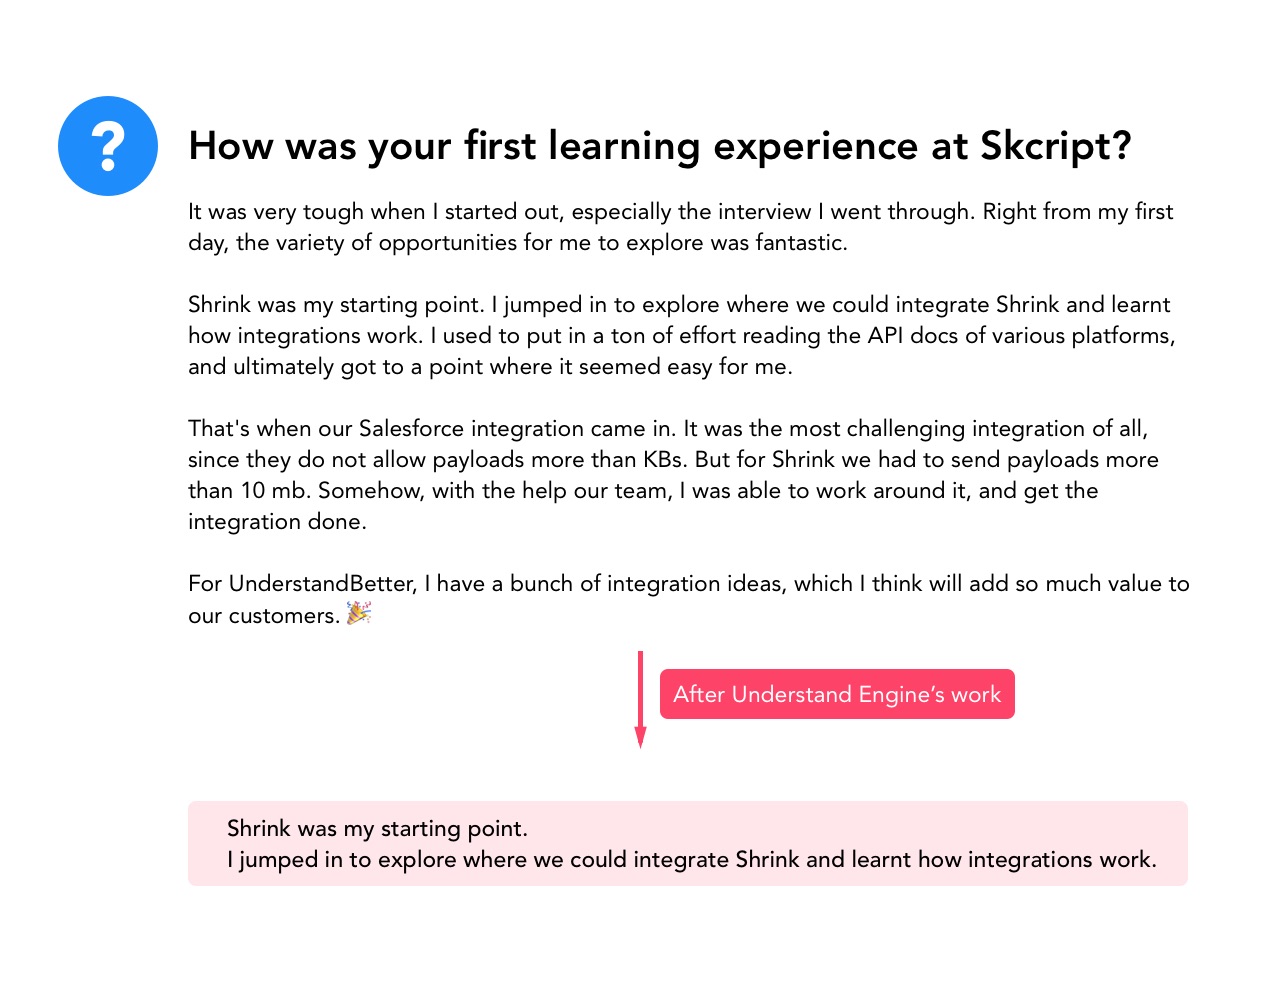 ?
How was your first learning experience at Skcript?
It was very tough when I started out, especially the interview I went through. Right from my first
day, the variety of opportunities for me to explore was fantastic.
Shrink was my starting point. I jumped in to explore where we could integrate Shrink and learnt
how integrations work. I used to put in a ton of effort reading the API docs of various platforms,
and ultimately got to a point where it seemed easy for me.
That's when our Salesforce integration came in. It was the most challenging integration of all,
since they do not allow payloads more than KBs. But for Shrink we had to send payloads more
than 10 mb. Somehow, with the help our team, I was able to work around it, and get the
integration done.
For UnderstandBetter, I have a bunch of integration ideas, which I think will add so much value to
our customers. 🎉
After Understand Engine’s work
Shrink was my starting point.
I jumped in to explore where we could integrate Shrink and learnt how integrations work.